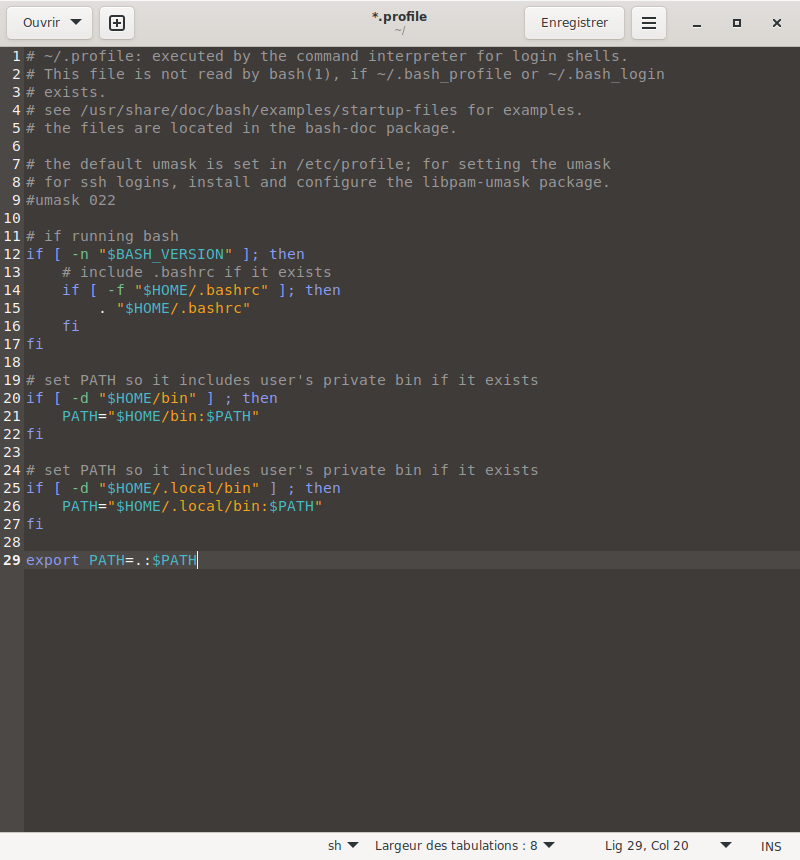 Ouvrir
*.profile
~/
Enregistrer
1 # ~/.profile: executed by the command interpreter for login shells.
2 # This file is not read by bash(1), if ~/.bash_profile or ~/.bash_login
3 # exists.
4 # see /usr/share/doc/bash/examples/startup-files for examples.
5 # the files are located in the bash-doc package.
6
7 # the default umask is set in /etc/profile; for setting the umask
8 # for ssh logins, install and configure the libpam-umask package.
9 #umask 022
10
11 # if running bash
12 if [ -n "$BASH_VERSION" ]; then
13     # include .bashrc if it exists
14     if [ -f "$HOME/.bashrc" ]; then
15         . "$HOME/.bashrc"
16     fi
17 fi
18
19 # set PATH so it includes user's private bin if it exists
20 if [ -d "$HOME/bin" ] ; then
21     PATH="$HOME/bin:$PATH"
22 fi
23
24 # set PATH so it includes user's private bin if it exists
25 if [ -d "$HOME/.local/bin" ] ; then
26     PATH="$HOME/.local/bin:$PATH"
27 fi
28
29 export PATH=.:$PATH
sh Largeur des tabulations : 8 Lig 29, Col 20 INS